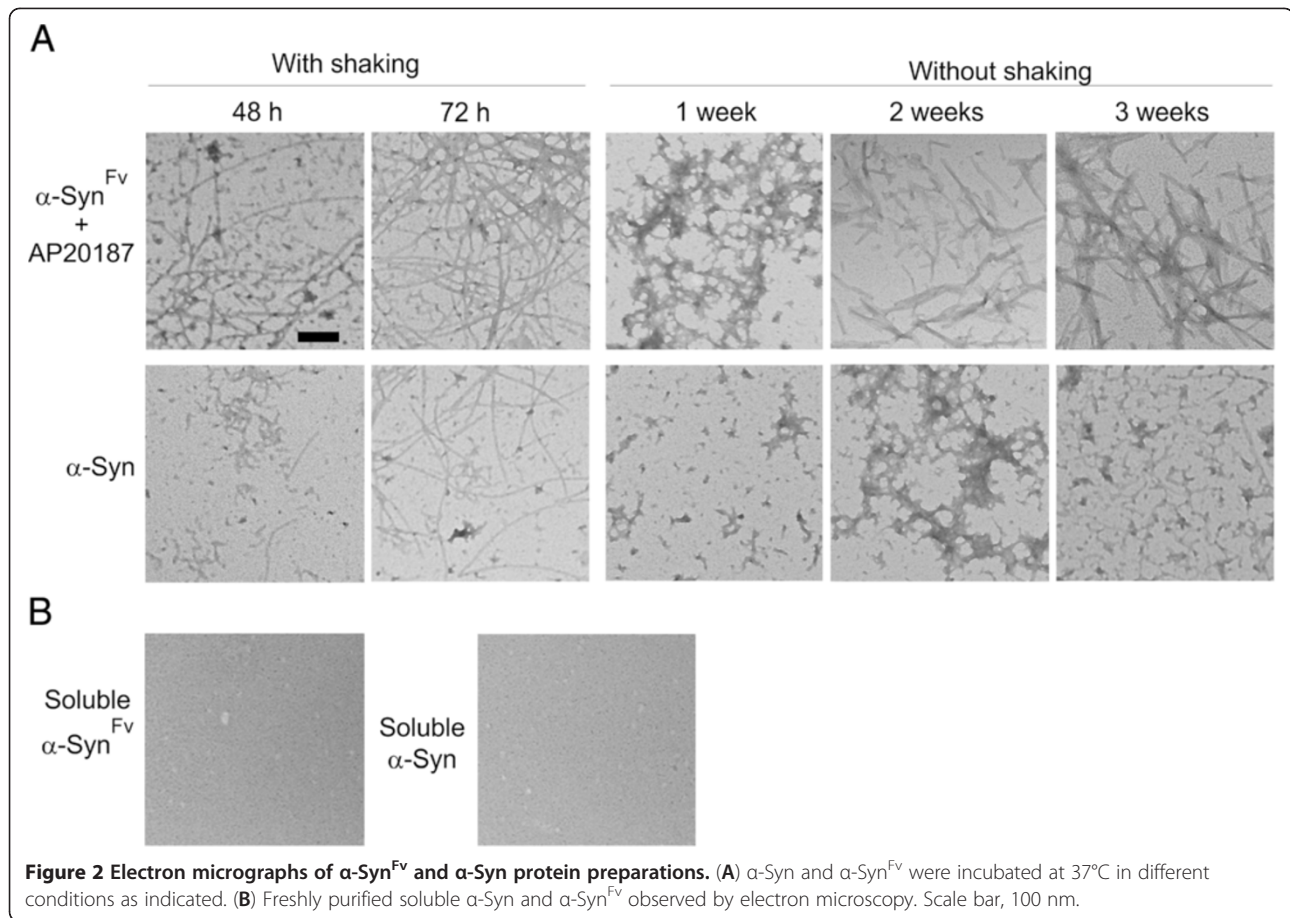 A
With shaking
Without shaking
48 h
72 h
1 week
2 weeks
3 weeks
α-Syn^Fv
+
AP20187
α-Syn
B
Soluble
α-Syn^Fv
Soluble
α-Syn
Figure 2 Electron micrographs of α-Syn^Fv and α-Syn protein preparations. (A) α-Syn and α-Syn^Fv were incubated at 37°C in different
conditions as indicated. (B) Freshly purified soluble α-Syn and α-Syn^Fv observed by electron microscopy. Scale bar, 100 nm.